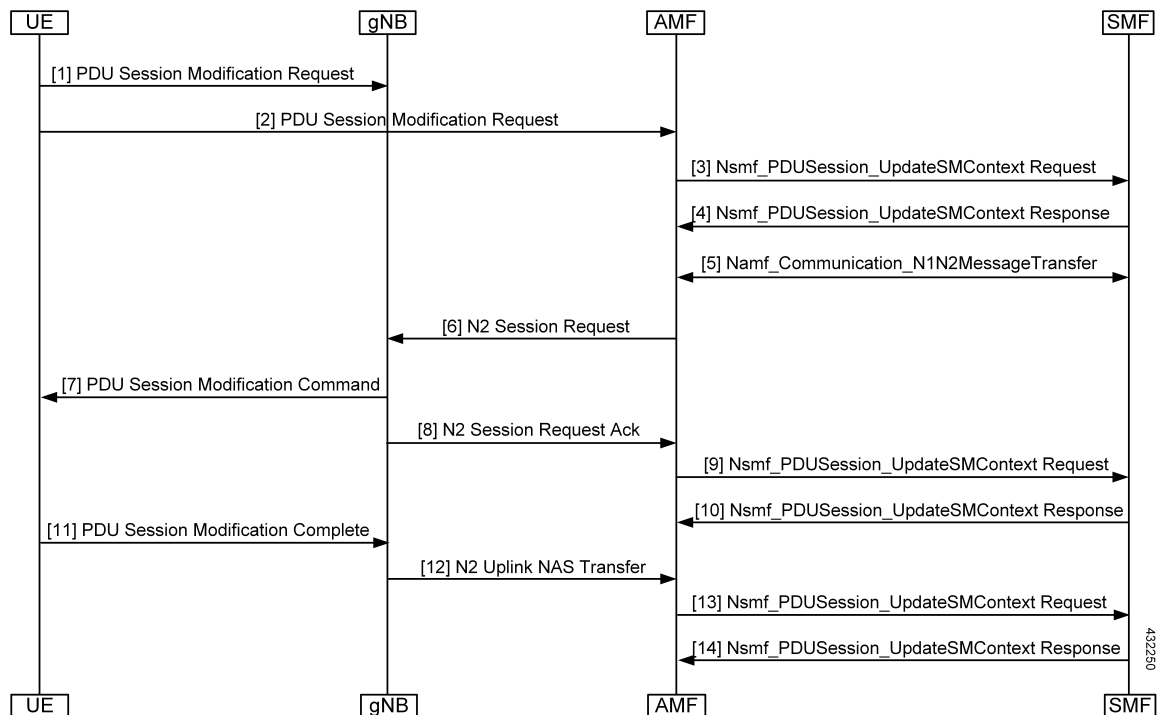 UE gNB AMF SMF
[1] PDU Session Modification Request
[2] PDU Session Modification Request
[3] Nsmf_PDUSession_UpdateSMContext Request
[4] Nsmf_PDUSession_UpdateSMContext Response
[5] Namf_Communication_N1N2MessageTransfer
[6] N2 Session Request
[7] PDU Session Modification Command
[8] N2 Session Request Ack
[9] Nsmf_PDUSession_UpdateSMContext Request
[10] Nsmf_PDUSession_UpdateSMContext Response
[11] PDU Session Modification Complete
[12] N2 Uplink NAS Transfer
[13] Nsmf_PDUSession_UpdateSMContext Request
[14] Nsmf_PDUSession_UpdateSMContext Response
432250
UE gNB AMF SMF